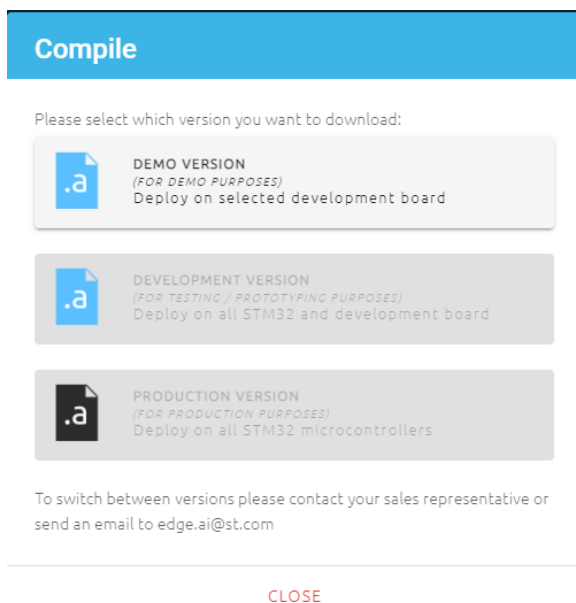 Compile
Please select which version you want to download:
.a
DEMO VERSION
(FOR DEMO PURPOSES)
Deploy on selected development board
.a
DEVELOPMENT VERSION
(FOR TESTING / PROTOTYPING PURPOSES)
Deploy on all STM32 and development board
.a
PRODUCTION VERSION
(FOR PRODUCTION PURPOSES)
Deploy on all STM32 microcontrollers
To switch between versions please contact your sales representative or
send an email to edge.ai@st.com
CLOSE